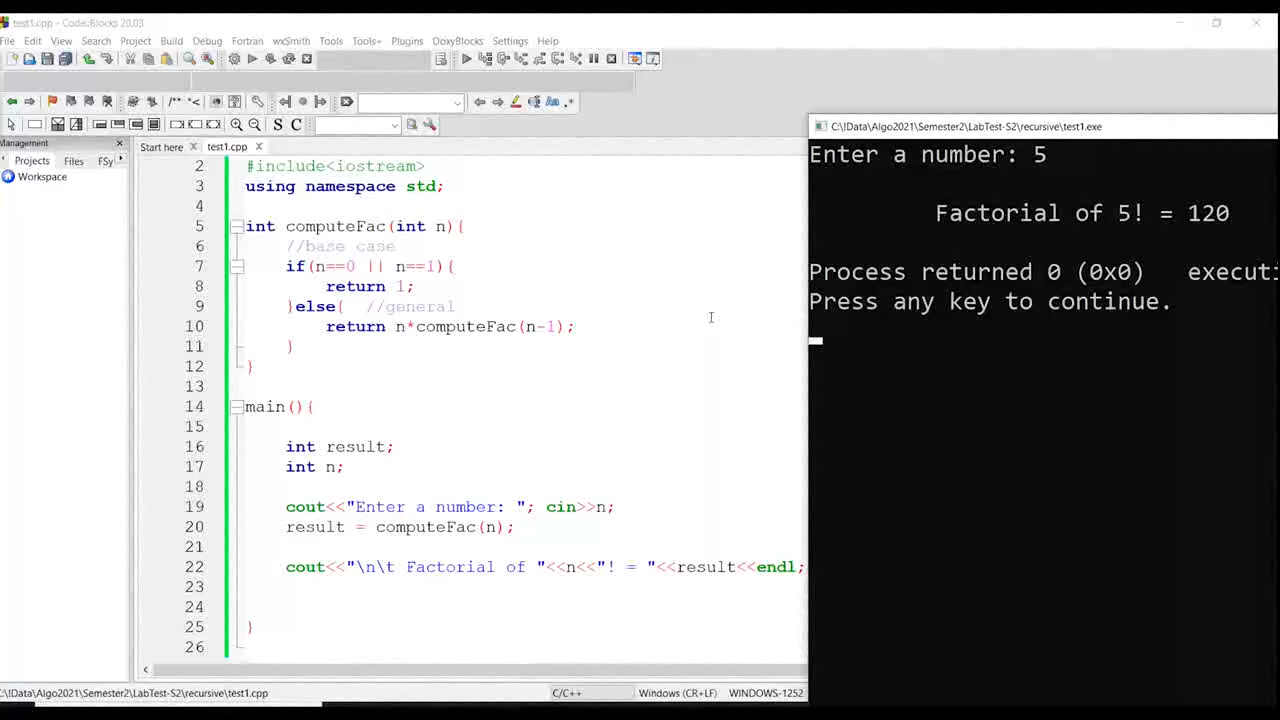 test1.cpp - Code::Blocks 20.03
File Edit View Search Project Build Debug Fortran wxSmith Tools Tools+ Plugins DoxyBlocks Settings Help
Management
Start here test1.cpp
Projects Files FSy
Workspace
2 #include<iostream>
3 using namespace std;
4
5 int computeFac(int n){
6 //base case
7 if(n==0 || n==1){
8 return 1;
9 }else{ //general
10 return n*computeFac(n-1);
11 }
12 }
13
14 main(){
15
16 int result;
17 int n;
18
19 cout<<"Enter a number: "; cin>>n;
20 result = computeFac(n);
21
22 cout<<"\n\t Factorial of "<<n<<"! = "<<result<<endl;
23
24
25 }
26
C:\!Data\Algo2021\Semester2\LabTest-S2\recursive\test1.exe
Enter a number: 5
Factorial of 5! = 120
Process returned 0 (0x0) executi
Press any key to continue.
C:\!Data\Algo2021\Semester2\LabTest-S2\recursive\test1.cpp C/C++ Windows (CR+LF) WINDOWS-1252